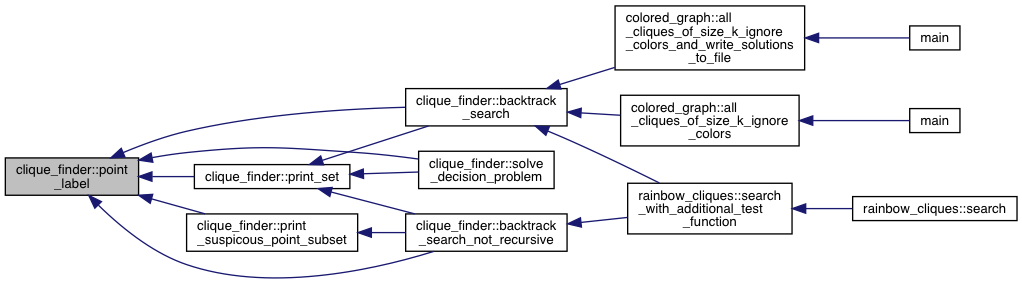 clique_finder::point
_label
clique_finder::backtrack
_search
clique_finder::print_set
clique_finder::solve
_decision_problem
clique_finder::print
_suspicous_point_subset
clique_finder::backtrack
_search_not_recursive
colored_graph::all
_cliques_of_size_k_ignore
_colors_and_write_solutions
_to_file
main
colored_graph::all
_cliques_of_size_k_ignore
_colors
main
rainbow_cliques::search
_with_additional_test
_function
rainbow_cliques::search